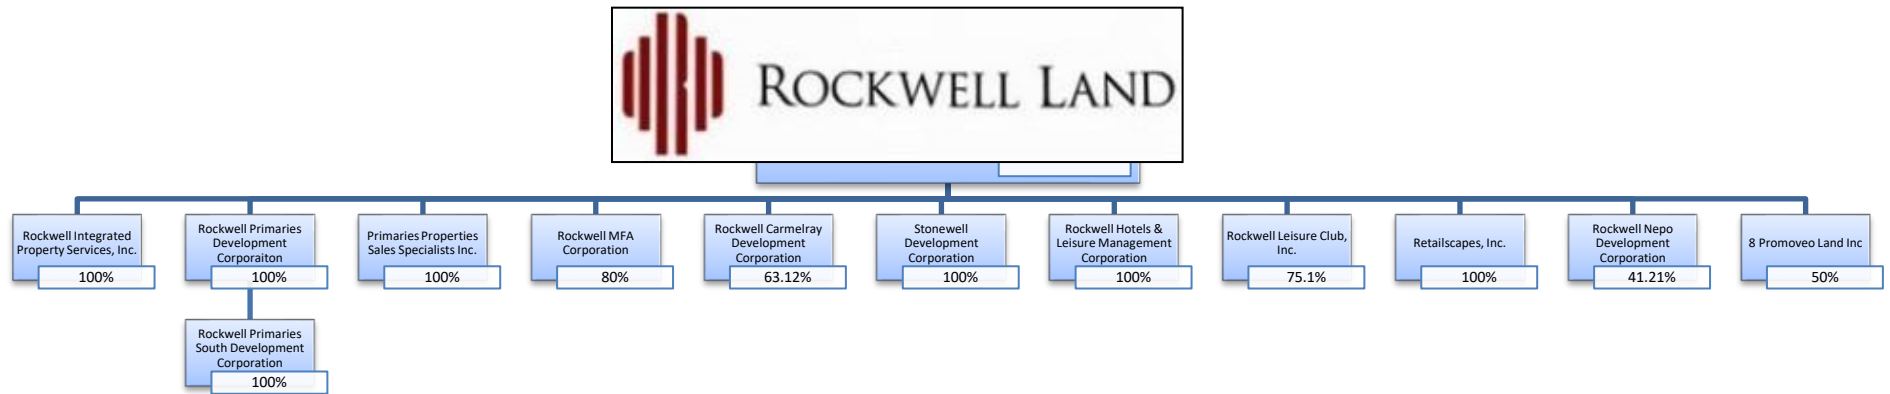 ROCKWELL LAND
Rockwell Integrated
Property Services, Inc.
100%
Rockwell Primaries
Development
Corporaiton
100%
Primaries Properties
Sales Specialists Inc.
100%
Rockwell MFA
Corporation
80%
Rockwell Carmelray
Development
Corporation
63.12%
Stonewell
Development
Corporation
100%
Rockwell Hotels &
Leisure Management
Corporation
100%
Rockwell Leisure Club,
Inc.
75.1%
Retailscapes, Inc.
100%
Rockwell Nepo
Development
Corporation
41.21%
8 Promoveo Land Inc
50%
Rockwell Primaries
South Development
Corporation
100%